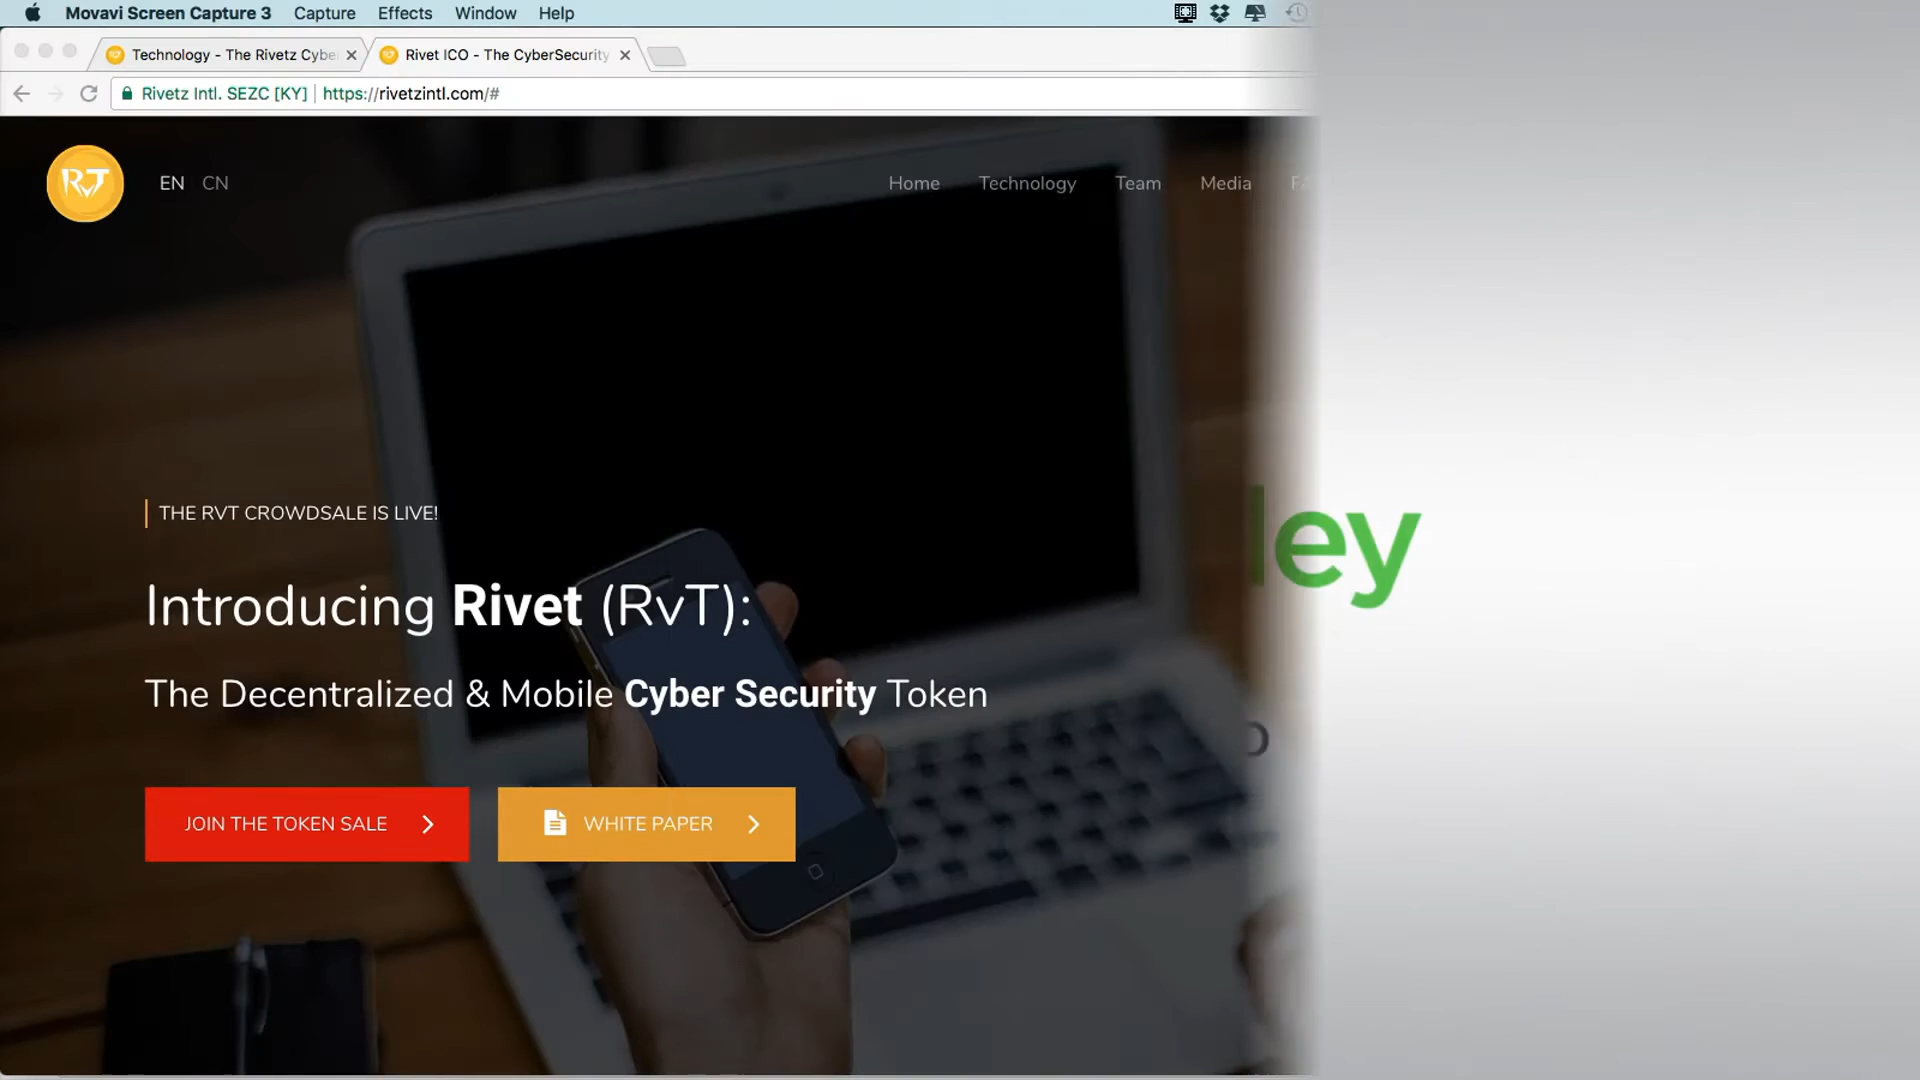 Movavi Screen Capture 3 Capture Effects Window Help
Technology - The Rivetz Cybe
Rivet ICO - The CyberSecurity
Rivetz Intl. SEZC [KY] https://rivetzintl.com/#
RvT
EN CN
Home Technology Team Media
THE RVT CROWDSALE IS LIVE!
ley
Introducing Rivet (RvT):
The Decentralized & Mobile Cyber Security Token
JOIN THE TOKEN SALE
WHITE PAPER